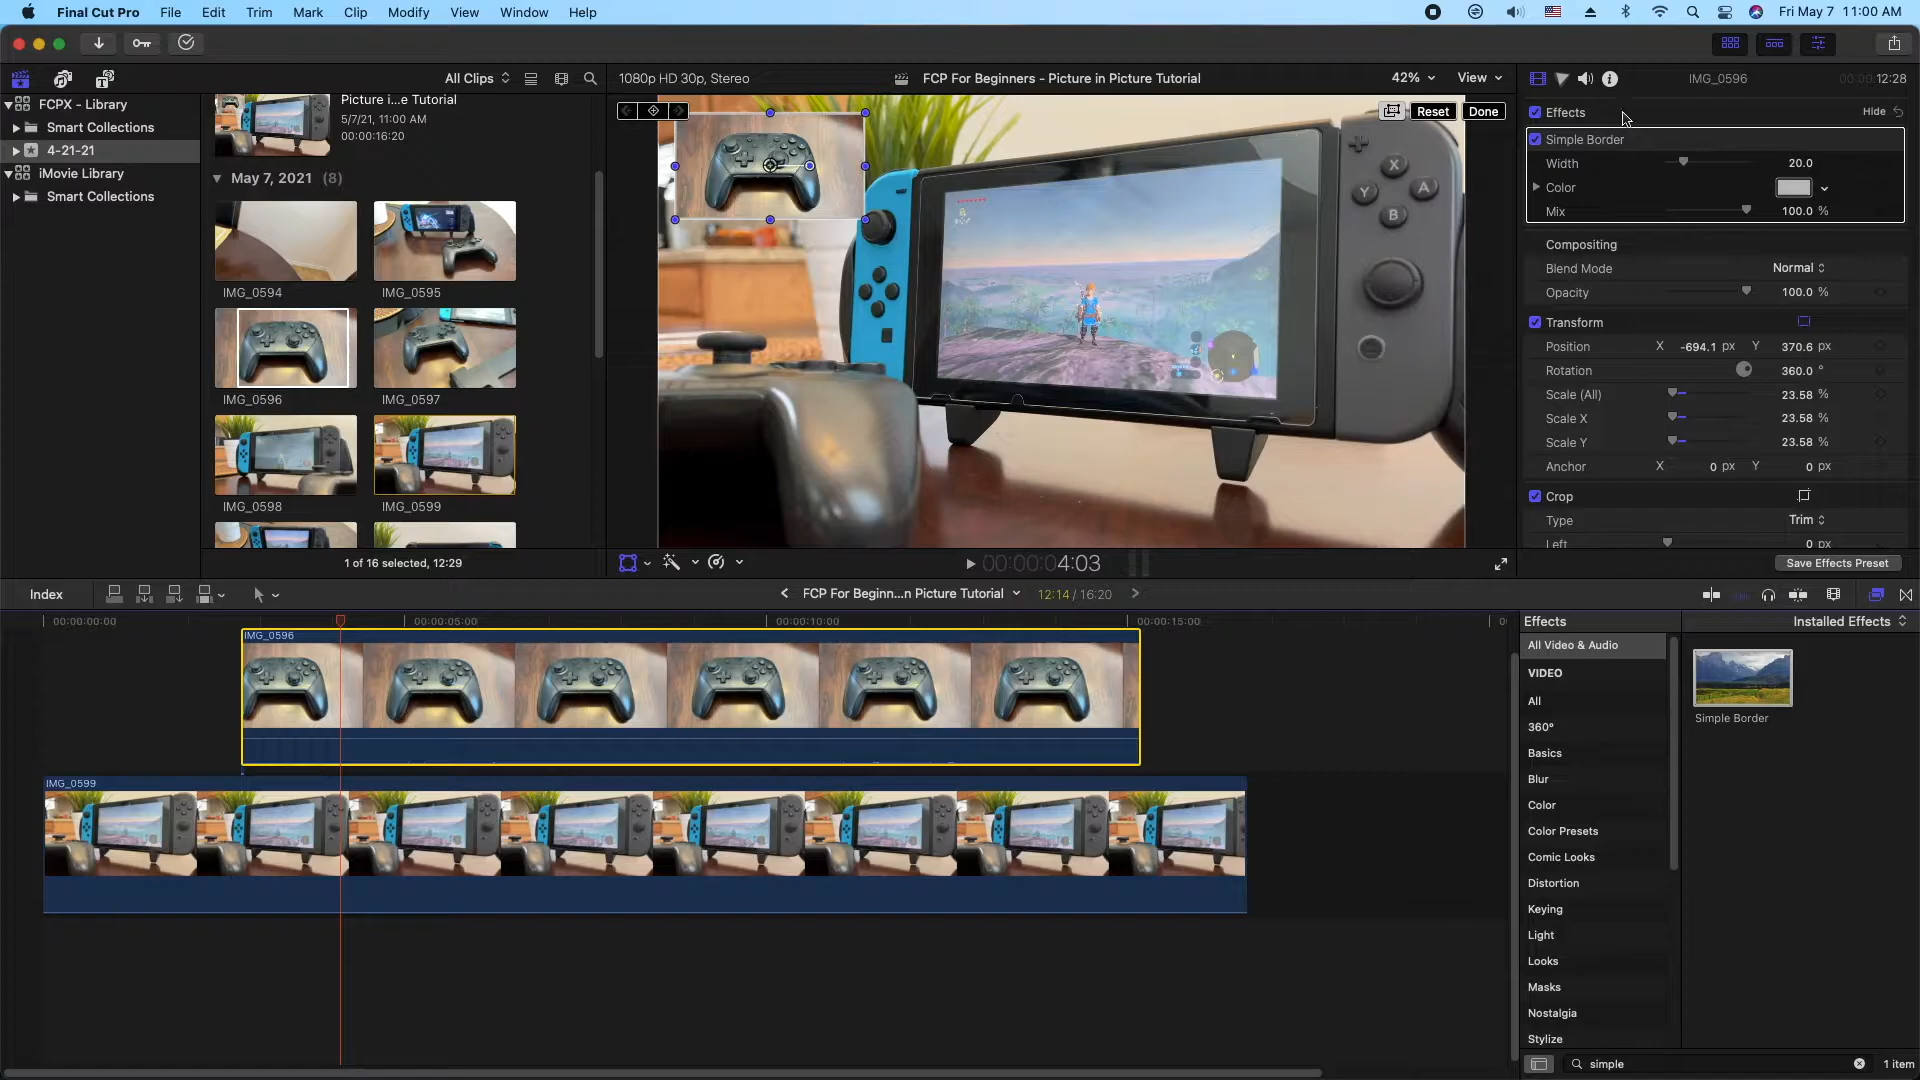 Final Cut Pro File Edit Trim Mark Clip Modify View Window Help Fri May 7 11:00 AM
All Clips
1080p HD 30p, Stereo FCP For Beginners - Picture in Picture Tutorial 42% View
IMG_0596 00:00:12:28
FCPX - Library
Smart Collections
4-21-21
iMovie Library
Smart Collections
Picture i...e Tutorial
5/7/21, 11:00 AM
00:00:16:20
May 7, 2021 (8)
IMG_0594 IMG_0595
IMG_0596 IMG_0597
IMG_0598 IMG_0599
1 of 16 selected, 12:29
Reset Done
X
Y A
B
00:00:04:03
Effects Hide
Simple Border
Width 20.0
Color
Mix 100.0 %
Compositing
Blend Mode Normal
Opacity 100.0 %
Transform
Position X -694.1 px Y 370.6 px
Rotation 360.0 °
Scale (All) 23.58 %
Scale X 23.58 %
Scale Y 23.58 %
Anchor X 0 px Y 0 px
Crop
Type Trim
Left 0 px
Save Effects Preset
Index FCP For Beginn...n Picture Tutorial 12:14 / 16:20
00:00:00:00 00:00:05:00 00:00:10:00 00:00:15:00
IMG_0596
IMG_0599
Effects Installed Effects
All Video & Audio
VIDEO
All
360°
Basics
Blur
Color
Color Presets
Comic Looks
Distortion
Keying
Light
Looks
Masks
Nostalgia
Stylize
Simple Border
simple 1 item